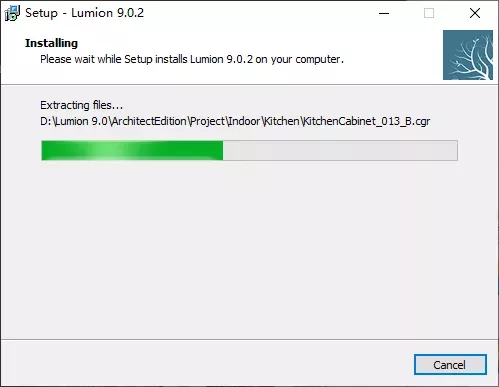 Setup - Lumion 9.0.2
Installing
Please wait while Setup installs Lumion 9.0.2 on your computer.
Extracting files...
D:\Lumion 9.0\ArchitectEdition\Project\Indoor\Kitchen\KitchenCabinet_013_B.cgr
Cancel